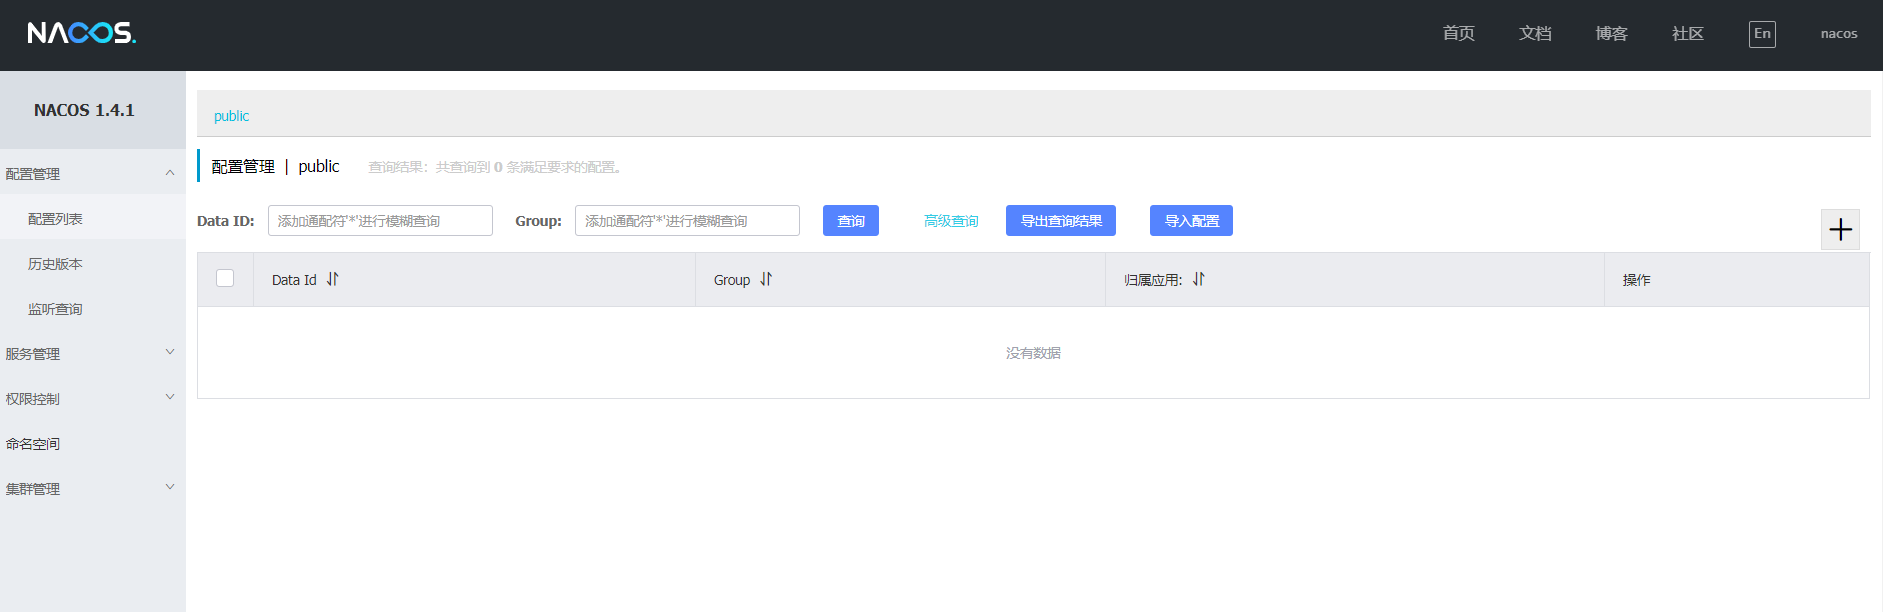 NACOS. 首页 文档 博客 社区 En nacos
NACOS 1.4.1
配置管理
配置列表
历史版本
监听查询
服务管理
权限控制
命名空间
集群管理
public
配置管理 | public 查询结果：共查询到 0 条满足要求的配置。
Data ID: 添加通配符'*'进行模糊查询 Group: 添加通配符'*'进行模糊查询 查询 高级查询 导出查询结果 导入配置
Data Id Group 归属应用: 操作
没有数据